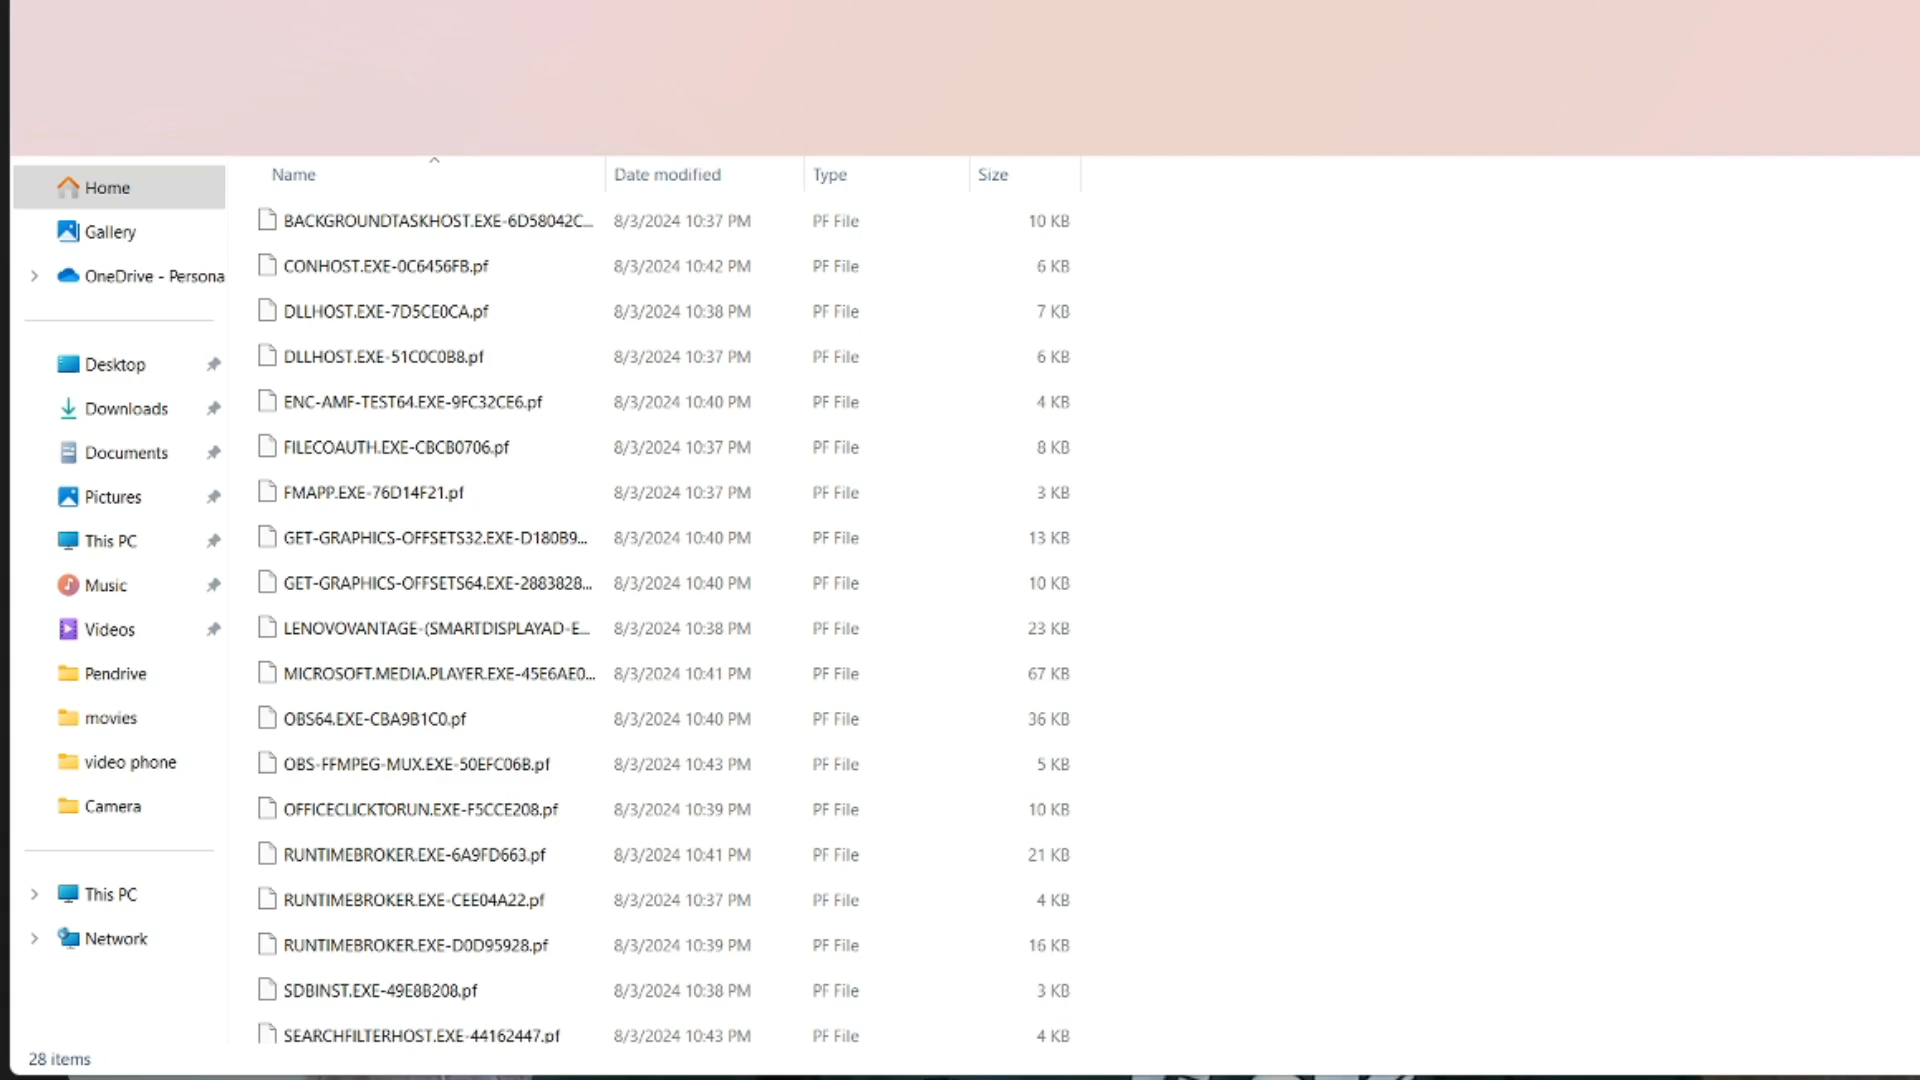 Name Date modified Type Size
Home
Gallery
OneDrive - Persona
Desktop
Downloads
Documents
Pictures
This PC
Music
Videos
Pendrive
movies
video phone
Camera
This PC
Network
BACKGROUNDTASKHOST.EXE-6D58042C... 8/3/2024 10:37 PM PF File 10 KB
CONHOST.EXE-0C6456FB.pf 8/3/2024 10:42 PM PF File 6 KB
DLLHOST.EXE-7D5CE0CA.pf 8/3/2024 10:38 PM PF File 7 KB
DLLHOST.EXE-51C0C0B8.pf 8/3/2024 10:37 PM PF File 6 KB
ENC-AMF-TEST64.EXE-9FC32CE6.pf 8/3/2024 10:40 PM PF File 4 KB
FILECOAUTH.EXE-CBCB0706.pf 8/3/2024 10:37 PM PF File 8 KB
FMAPP.EXE-76D14F21.pf 8/3/2024 10:37 PM PF File 3 KB
GET-GRAPHICS-OFFSETS32.EXE-D180B9... 8/3/2024 10:40 PM PF File 13 KB
GET-GRAPHICS-OFFSETS64.EXE-2883828... 8/3/2024 10:40 PM PF File 10 KB
LENOVOVANTAGE-(SMARTDISPLAYAD-E... 8/3/2024 10:38 PM PF File 23 KB
MICROSOFT.MEDIA.PLAYER.EXE-45E6AE0... 8/3/2024 10:41 PM PF File 67 KB
OBS64.EXE-CBA9B1C0.pf 8/3/2024 10:40 PM PF File 36 KB
OBS-FFMPEG-MUX.EXE-50EFC06B.pf 8/3/2024 10:43 PM PF File 5 KB
OFFICECLICKTORUN.EXE-F5CCE208.pf 8/3/2024 10:39 PM PF File 10 KB
RUNTIMEBROKER.EXE-6A9FD663.pf 8/3/2024 10:41 PM PF File 21 KB
RUNTIMEBROKER.EXE-CEE04A22.pf 8/3/2024 10:37 PM PF File 4 KB
RUNTIMEBROKER.EXE-D0D95928.pf 8/3/2024 10:39 PM PF File 16 KB
SDBINST.EXE-49E8B208.pf 8/3/2024 10:38 PM PF File 3 KB
SEARCHFILTERHOST.EXE-44162447.pf 8/3/2024 10:43 PM PF File 4 KB
28 items